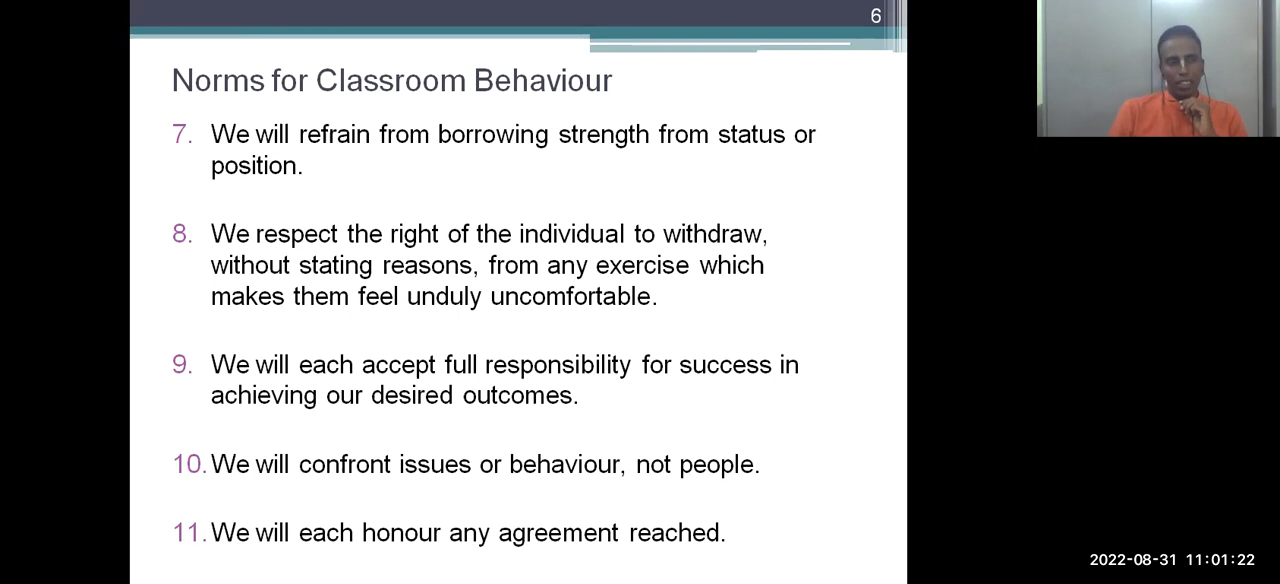 6
Norms for Classroom Behaviour
7. We will refrain from borrowing strength from status or
position.
8. We respect the right of the individual to withdraw,
without stating reasons, from any exercise which
makes them feel unduly uncomfortable.
9. We will each accept full responsibility for success in
achieving our desired outcomes.
10. We will confront issues or behaviour, not people.
11. We will each honour any agreement reached.
2022-08-31 11:01:22